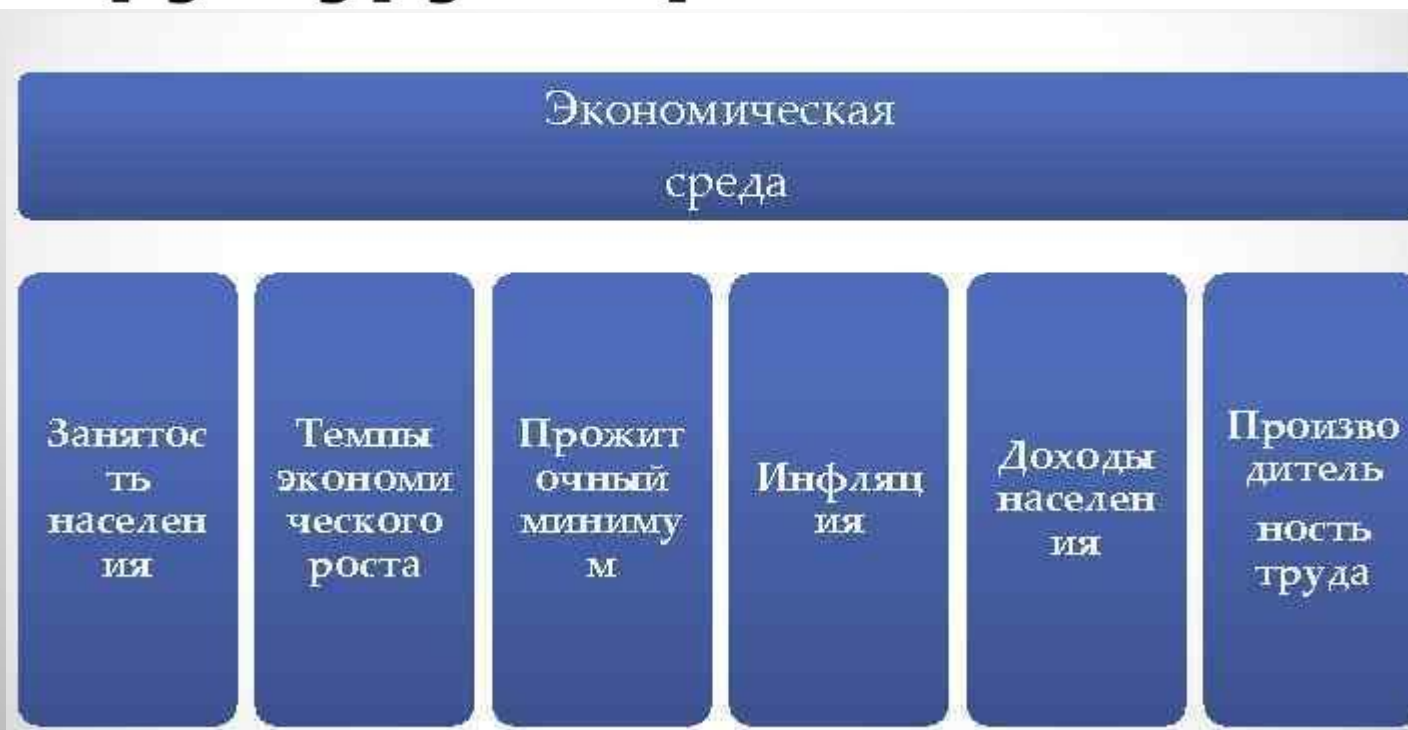 Экономическая
среда
Занятос
ть
населен
ия
Темпы
экономи
ческого
роста
Прожит
очный
миниму
м
Инфляц
ия
Доходы
населен
ия
Произво
дитель
ность
труда